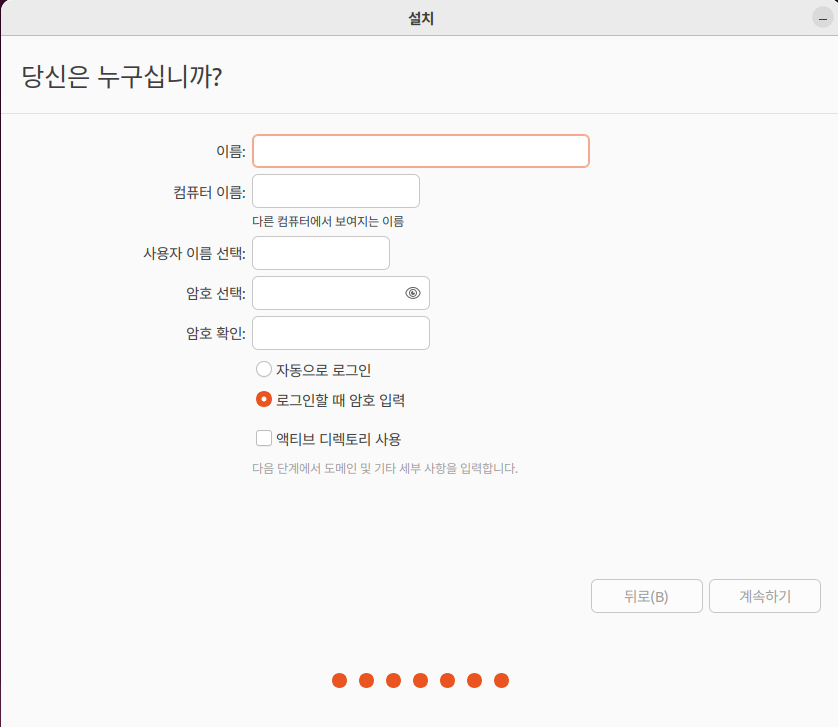 설치
당신은 누구십니까?
이름:
컴퓨터 이름:
다른 컴퓨터에서 보여지는 이름
사용자 이름 선택:
암호 선택:
암호 확인:
자동으로 로그인
로그인할 때 암호 입력
액티브 디렉토리 사용
다음 단계에서 도메인 및 기타 세부 사항을 입력합니다.
뒤로(B) 계속하기